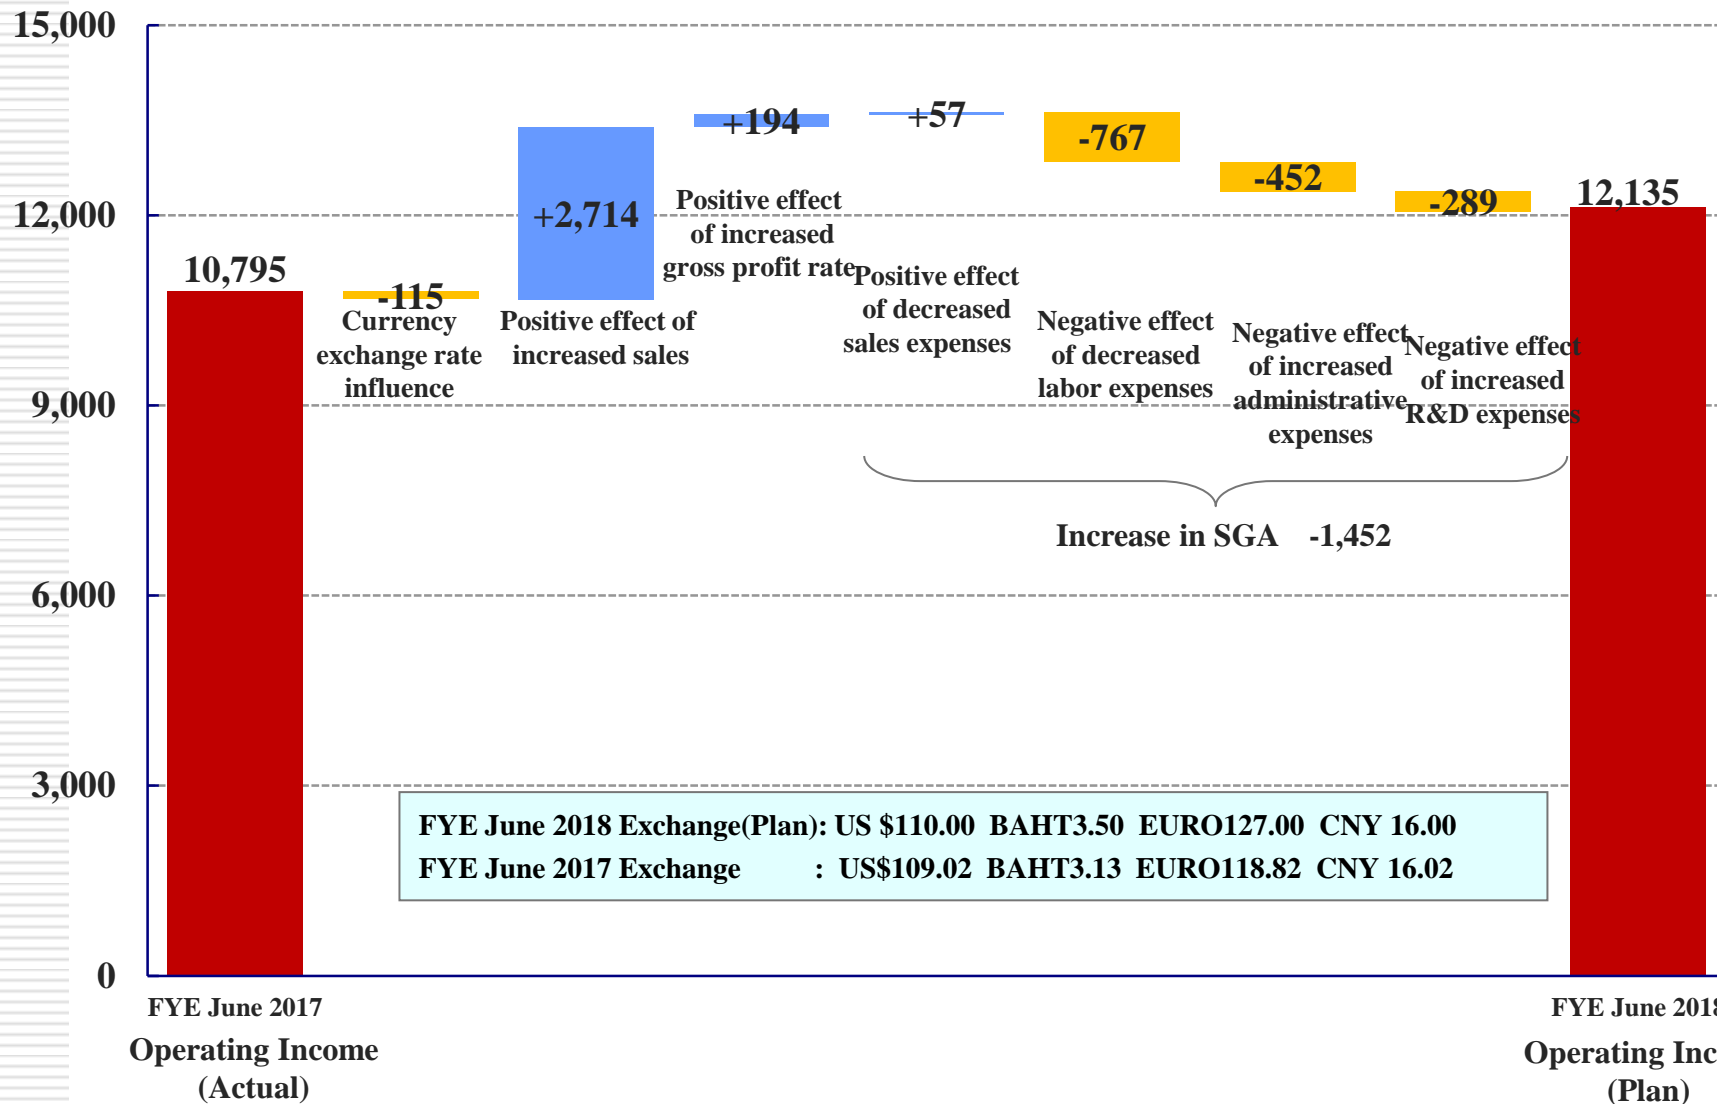 15,000
12,000
9,000
6,000
3,000
0
10,795
-115
Currency
exchange rate
influence
+2,714
Positive effect of
increased sales
+194
Positive effect
of increased
gross profit rate
+57
Positive effect
of decreased
sales expenses
-767
Negative effect
of decreased
labor expenses
-452
Negative effect
of increased
administrative
expenses
-289
Negative effect
of increased
R&D expenses
12,135
Increase in SGA -1,452
FYE June 2018 Exchange(Plan): US $110.00 BAHT3.50 EURO127.00 CNY 16.00
FYE June 2017 Exchange : US$109.02 BAHT3.13 EURO118.82 CNY 16.02
FYE June 2017
Operating Income
(Actual)
FYE June 2018
Operating Inc
(Plan)